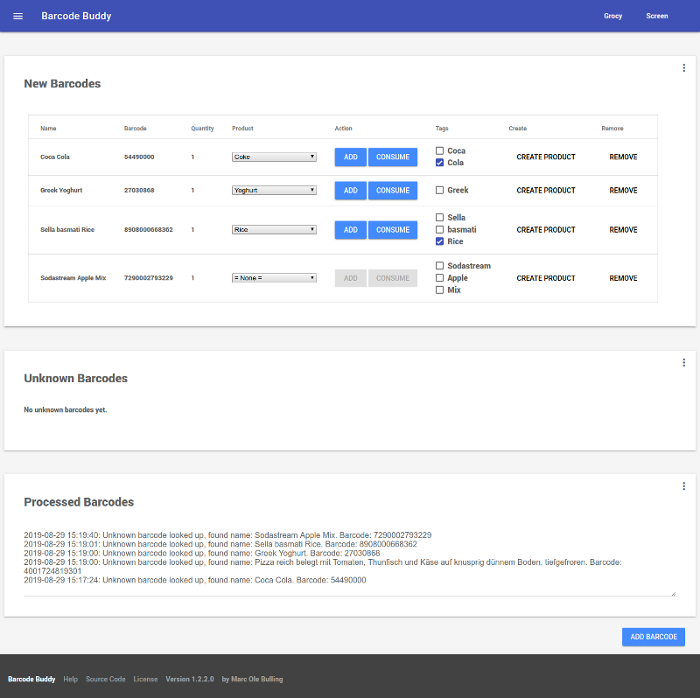 Barcode Buddy
Grocy Screen
New Barcodes
Name Barcode Quantity Product Action Tags Create Remove
Coca Cola 54490000 1 Coke ADD CONSUME Coca CREATE PRODUCT REMOVE
Cola
Greek Yoghurt 27030868 1 Yoghurt ADD CONSUME Greek CREATE PRODUCT REMOVE
Sella
Sella basmati Rice 8908000668362 1 Rice ADD CONSUME basmati CREATE PRODUCT REMOVE
Rice
Sodastream
Sodastream Apple Mix 7290002793229 1 = None = ADD CONSUME Apple CREATE PRODUCT REMOVE
Mix
Unknown Barcodes
No unknown barcodes yet.
Processed Barcodes
2019-08-29 15:19:40: Unknown barcode looked up, found name: Sodastream Apple Mix. Barcode: 7290002793229
2019-08-29 15:19:01: Unknown barcode looked up, found name: Sella basmati Rice. Barcode: 8908000668362
2019-08-29 15:19:00: Unknown barcode looked up, found name: Greek Yoghurt. Barcode: 27030868
2019-08-29 15:19:00: Unknown barcode looked up, found name: Pizza reich belegt mit Tomaten, Thunfisch und Käse auf knusprig dünnem Boden, tiefgefroren. Barcode:
4001724819301
2019-08-29 15:17:24: Unknown barcode looked up, found name: Coca Cola. Barcode: 54490000
ADD BARCODE
Barcode Buddy Help Source Code License Version 1.2.2.0 by Marc Ole Bulling